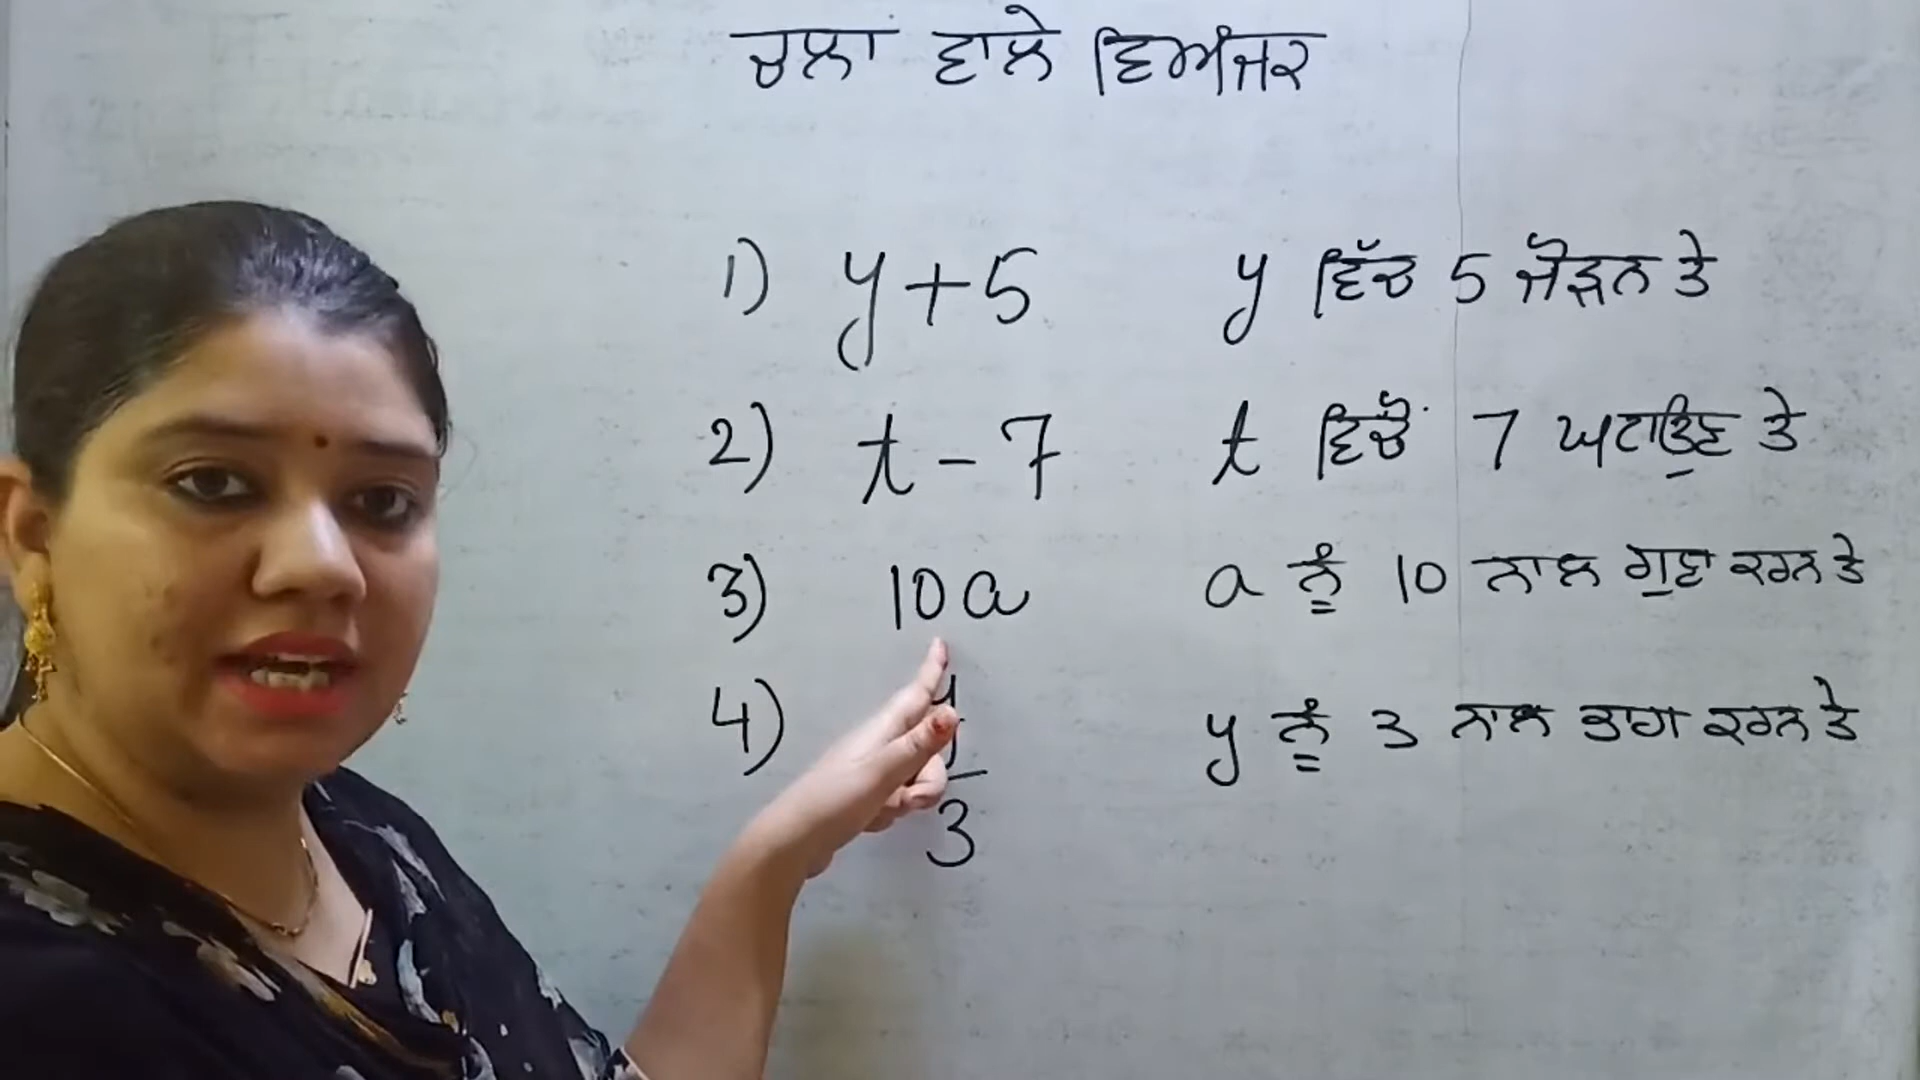 ਚਲਾਂ ਵਾਲੇ ਵਿਅੰਜਕ
1) y + 5 y ਵਿੱਚ 5 ਜੋੜਨ ਤੇ
2) t - 7 t ਵਿਚੋਂ 7 ਘਟਾਉਣ ਤੇ
3) 10a a ਨੂੰ 10 ਨਾਲ ਗੁਣਾ ਕਰਨ ਤੇ
4) y/3 y ਨੂੰ 3 ਨਾਲ ਭਾਗ ਕਰਨ ਤੇ